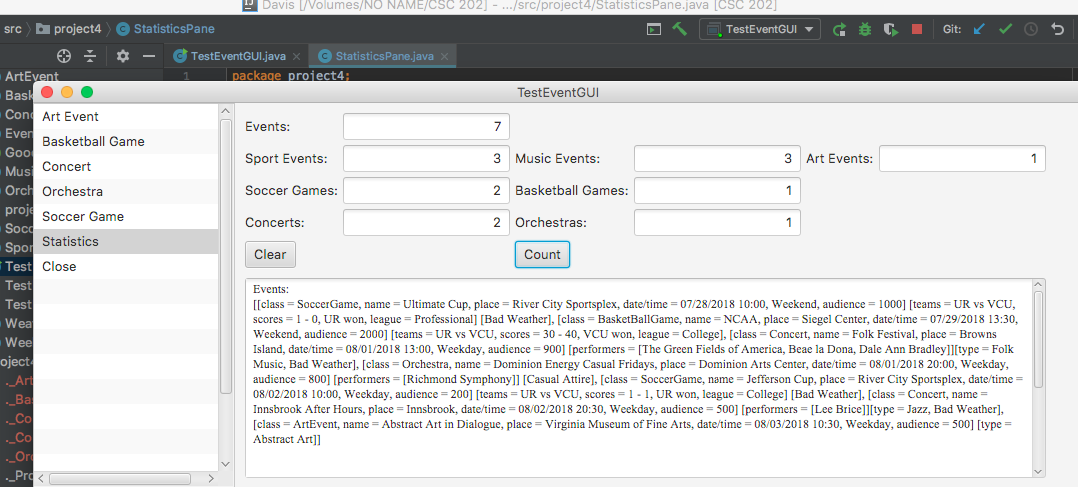 Davis [/Volumes/NO NAME/CSC 202] - .../src/project4/StatisticsPane.java [CSC 202]
src project4 StatisticsPane TestEventGUI Git:
TestEventGUI.java StatisticsPane.java
ArtEvent 1 package project4;
TestEventGUI
Art Event
Basketball Game
Concert
Orchestra
Soccer Game
Statistics
Close
Events: 7
Sport Events: 3 Music Events: 3 Art Events: 1
Soccer Games: 2 Basketball Games: 1
Concerts: 2 Orchestras: 1
Clear Count
Events:
[[class = SoccerGame, name = Ultimate Cup, place = River City Sportsplex, date/time = 07/28/2018 10:00, Weekend, audience = 1000] [teams = UR vs VCU,
scores = 1 - 0, UR won, league = Professional] [Bad Weather], [class = BasketBallGame, name = NCAA, place = Siegel Center, date/time = 07/29/2018 13:30,
Weekend, audience = 2000] [teams = UR vs VCU, scores = 30 - 40, VCU won, league = College], [class = Concert, name = Folk Festival, place = Browns
Island, date/time = 08/01/2018 13:00, Weekday, audience = 900] [performers = [The Green Fields of America, Beae la Dona, Dale Ann Bradley]][type = Folk
Music, Bad Weather], [class = Orchestra, name = Dominion Energy Casual Fridays, place = Dominion Arts Center, date/time = 08/01/2018 20:00, Weekday,
audience = 800] [performers = [Richmond Symphony]] [Casual Attire], [class = SoccerGame, name = Jefferson Cup, place = River City Sportsplex, date/time =
08/02/2018 10:00, Weekday, audience = 200] [teams = UR vs VCU, scores = 1 - 1, UR won, league = College] [Bad Weather], [class = Concert, name =
Innsbrook After Hours, place = Innsbrook, date/time = 08/02/2018 20:30, Weekday, audience = 500] [performers = [Lee Brice]][type = Jazz, Bad Weather],
[class = ArtEvent, name = Abstract Art in Dialogue, place = Virginia Museum of Fine Arts, date/time = 08/03/2018 10:30, Weekday, audience = 500] [type =
Abstract Art]]
Bask
Conc
Even
Goo
Musi
Orch
proj
Socc
Spor
Test
Test
Test
Wea
Wee
oject4
._Art
._Bas
._Co
._Co
._Co
._Pro